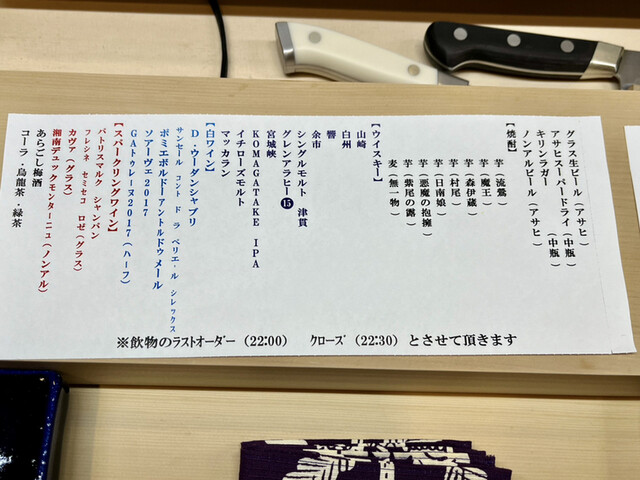 グラス生ビール(アサヒ)
アサヒスーパードライ(中瓶)
キリンラガー(中瓶)
ノンアルビール(アサヒ)
【焼酎】
芋(流鶯)
芋(魔王)
芋(森伊蔵)
芋(村尾)
芋(日南娘)
芋(悪魔の抱擁)
芋(紫尾の露)
麦(無一物)
【ウイスキー】
山崎
白州
響
余市
シングルモルト 津貫
グレンアラヒー⑮
宮城峡
KOMAGATAKE IPA
イチローズモルト
マッカラン
【白ワイン】
D・ウーダンシャブリ
サンセール コント ド ラ ペリエ・ル シレックス
ポミエボルドーアントルドゥメール
ソアーヴェ2017
GAトゥレーヌ2017(ハーフ)
【スパークリングワイン】
パトリスマルク シャンパン
フレシネ セミセコ ロゼ(グラス)
カヴァ(グラス)
湘南デュックモンターニュ(ノンアル)
あらごし梅酒
コーラ・烏龍茶・緑茶
※飲物のラストオーダー(22:00) クローズ(22:30)とさせて頂きます